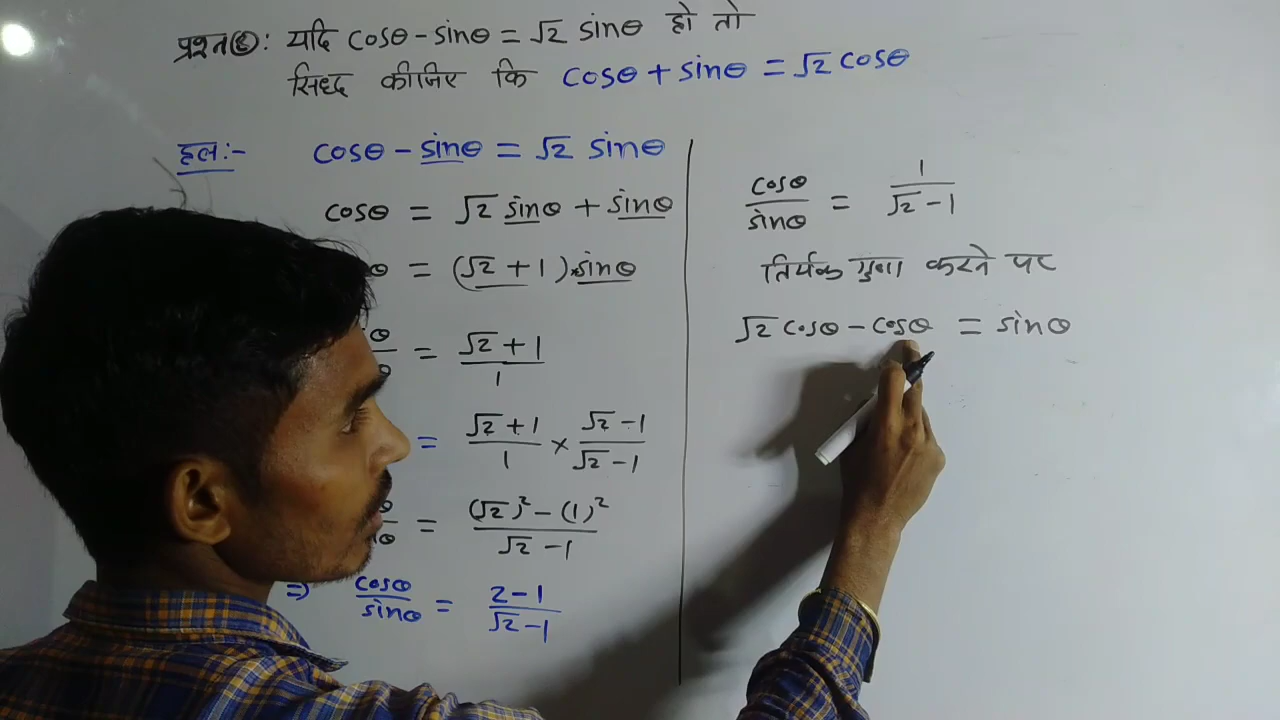 प्रश्न②: यदि cosθ - sinθ = √2 sinθ हो तो
सिद्ध कीजिए कि cosθ + sinθ = √2 cosθ
हलः-
cosθ - sinθ = √2 sinθ
cosθ = √2 sinθ + sinθ
θ = (√2 + 1) sinθ
θ/θ = √2 + 1/1
= √2 + 1/1 × √2 - 1/√2 - 1
θ/nθ = (√2)² - (1)²/√2 - 1
⇒ cosθ/sinθ = 2 - 1/√2 - 1
cosθ/sinθ = 1/√2 - 1
तिर्यक गुणा करने पर
√2 cosθ - cosθ = sinθ